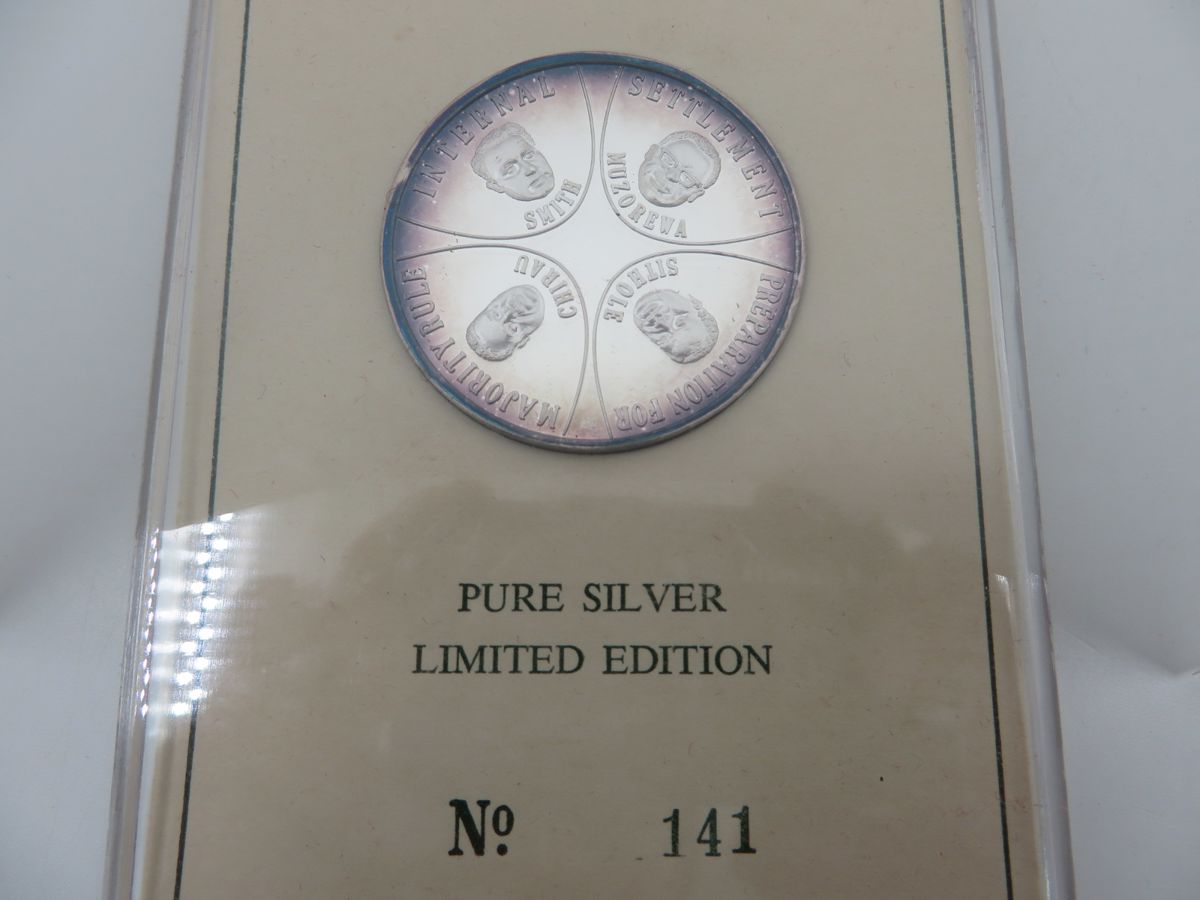 INTERNAL SETTLEMENT
SMITH
MUZOREWA
CHIRAU
SITHOLE
PREPARATION FOR
MAJORITY RULE
PURE SILVER
LIMITED EDITION
Nº 141